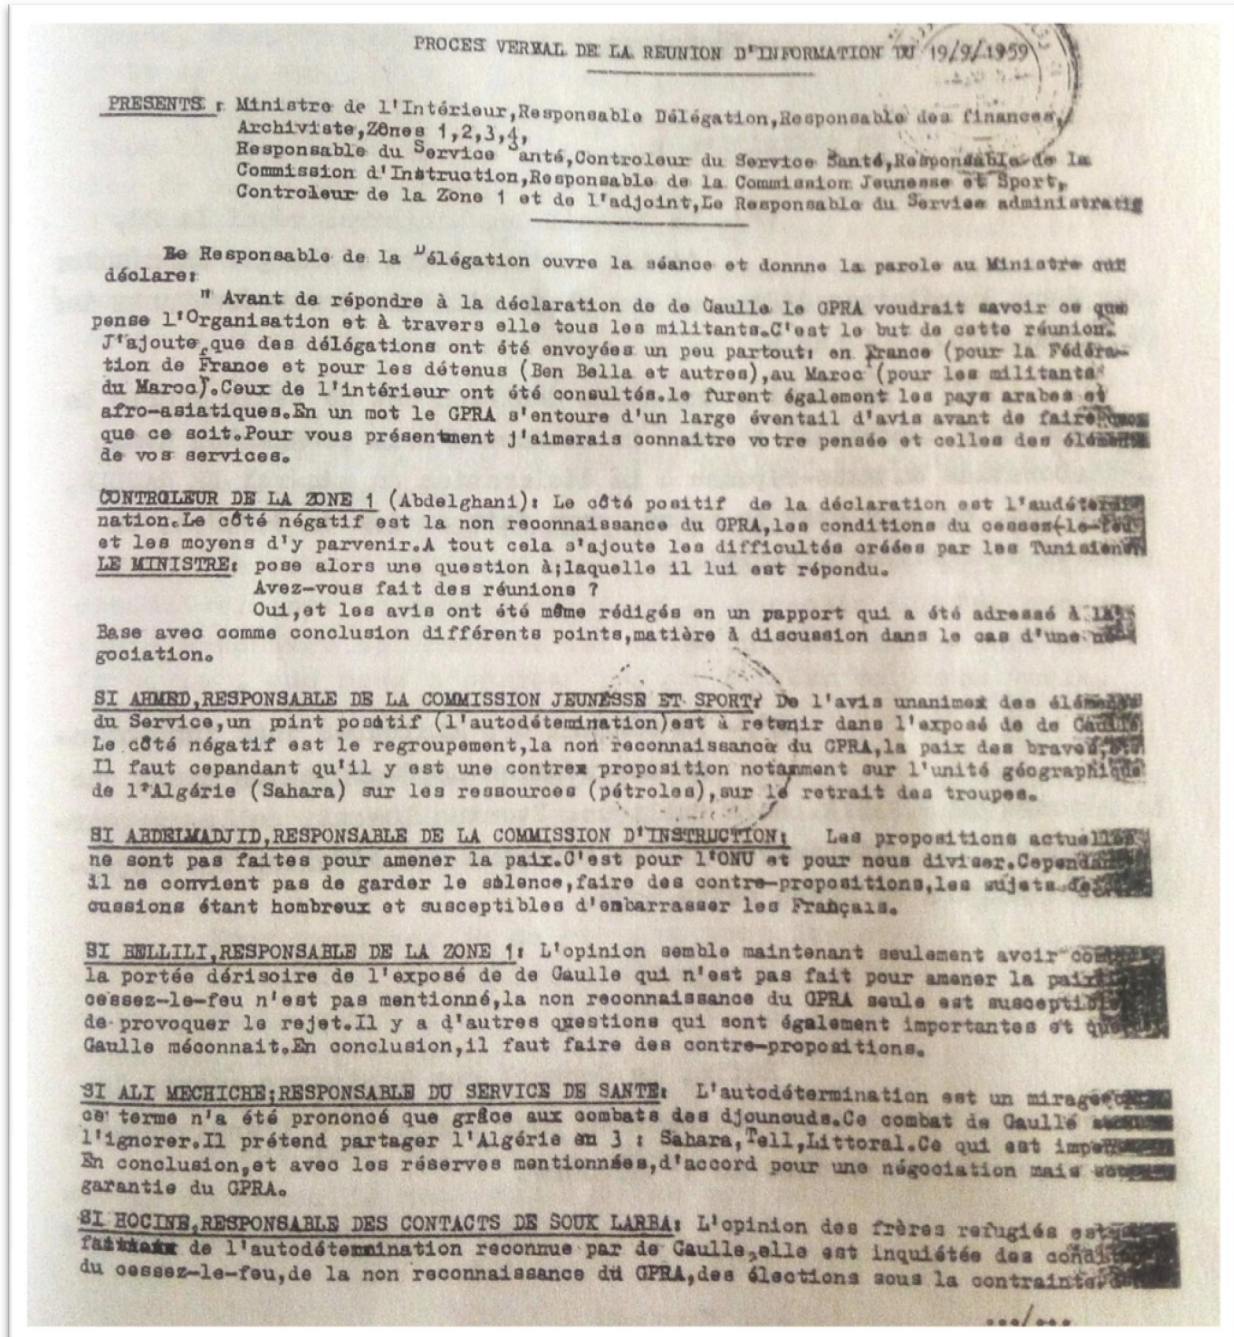 PROCES VERBAL DE LA REUNION D'INFORMATION DU 19/9/1959
PRESENTS : Ministre de l'Intérieur,Responsable Délégation,Responsable des finances,
Archiviste,Zônes 1,2,3,4,
Responsable du Service Santé,Controleur du Service Santé,Responsable de la
Commission d'Instruction,Responsable de la Commission Jeunesse et Sport,
Controleur de la Zone 1 et de l'adjoint,Le Responsable du Service administratif
Le Responsable de la Délégation ouvre la séance et donnne la parole au Ministre qui
déclare:
" Avant de répondre à la déclaration de de Gaulle le GPRA voudrait savoir ce que
pense l'Organisation et à travers elle tous les militants.C'est le but de cette réunion.
J'ajoute que des délégations ont été envoyées un peu partout: en France (pour la Fédéra-
tion de France et pour les détenus (Ben Bella et autres),au Maroc (pour les militants
du Maroc).Ceux de l'intérieur ont été consultés.le furent également les pays arabes et
afro-asiatiques.En un mot le GPRA s'entoure d'un large éventail d'avis avant de faire
que ce soit.Pour vous présentment j'aimerais connaitre votre pensée et celles des
de vos services.
CONTROLEUR DE LA ZONE 1 (Abdelghani): Le côté positif de la déclaration est
nation.Le côté négatif est la non reconnaissance du GPRA,les conditions du cessez-le-feu
et les moyens d'y parvenir.A tout cela s'ajoute les difficultés créées par les Tunisiens
LE MINISTRE: pose alors une question à;laquelle il lui est répondu.
Avez-vous fait des réunions ?
Oui,et les avis ont été même rédigés en un papport qui a été adressé à la
Base avec comme conclusion différents points,matière à discussion dans le cas d'une
gociation.
SI AHMED,RESPONSABLE DE LA COMMISSION JEUNESSE ET SPORT: De l'avis unanimex des
du Service,un point positif (l'autodétemination)est à retenir dans l'exposé de de Gaulle
Le côté négatif est le regroupement,la non reconnaissance du GPRA,la paix des braves
Il faut cepandant qu'il y est une contrex proposition notamment sur l'unité géographique
de l'Algérie (Sahara) sur les ressources (pétroles),sur le retrait des troupes.
SI ABDELMADJID,RESPONSABLE DE LA COMMISSION D'INSTRUCTION: Les propositions actuelles
ne sont pas faites pour amener la paix.C'est pour l'ONU et pour nous diviser.
il ne convient pas de garder le silence,faire des contre-propositions,les sujets
cussions étant hombreux et susceptibles d'embarrasser les Français.
SI BELLILI,RESPONSABLE DE LA ZONE 1: L'opinion semble maintenant seulement avoir
la portée dérisoire de l'exposé de de Gaulle qui n'est pas fait pour amener la paix
cessez-le-feu n'est pas mentionné,la non reconnaissance du GPRA seule est susceptible
de provoquer le rejet.Il y a d'autres questions qui sont également importantes et que
Gaulle méconnait.En conclusion,il faut faire des contre-propositions.
SI ALI MECHICHE;RESPONSABLE DU SERVICE DE SANTE: L'autodétermination est un mirage
ce terme n'a été prononcé que grâce aux combats des djounouds.Ce combat de Gaulle
l'ignorer.Il prétend partager l'Algérie en 3 : Sahara,Tell,Littoral.Ce qui est
En conclusion,et avec les réserves mentionnées,d'accord pour une négociation mais
garantie du GPRA.
SI HOCINE,RESPONSABLE DES CONTACTS DE SOUK LARBA: L'opinion des frères refugiés est
de l'autodétemmination reconnue par de Gaulle,elle est inquiétée des
du cessez-le-feu,de la non reconnaissance du GPRA,des élections sous la contrainte.
.../...